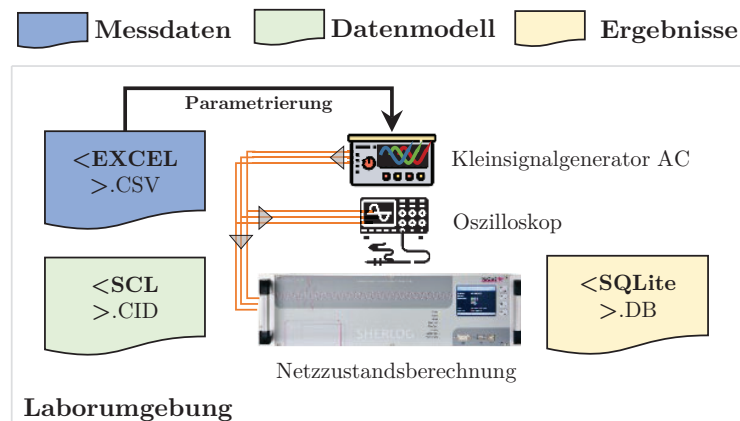 Messdaten
Datenmodell
Ergebnisse
Parametrierung
<EXCEL
>.CSV
Kleinsignalgenerator AC
Oszilloskop
<SCL
>.CID
SHERLOG
<SQLite
>.DB
Netzzustandsberechnung
Laborumgebung